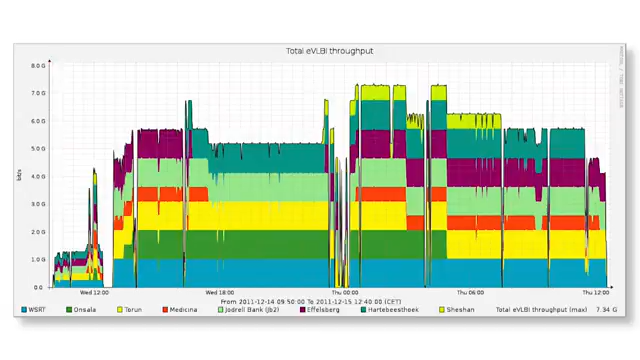 Total eVLBI throughput
8.0 G
7.0 G
6.0 G
5.0 G
4.0 G
3.0 G
2.0 G
1.0 G
0.0
bit/s
Wed 12:00 Wed 18:00 Thu 00:00 Thu 06:00 Thu 12:00
From 2011-12-14 09:50:00 To 2011-12-15 12:40:00 (CET)
WSRT Onsala Torun Medicina Jodrell Bank (Jb2) Effelsberg Hartebeesthoek Sheshan Total eVLBI throughput (max) 7.34 G